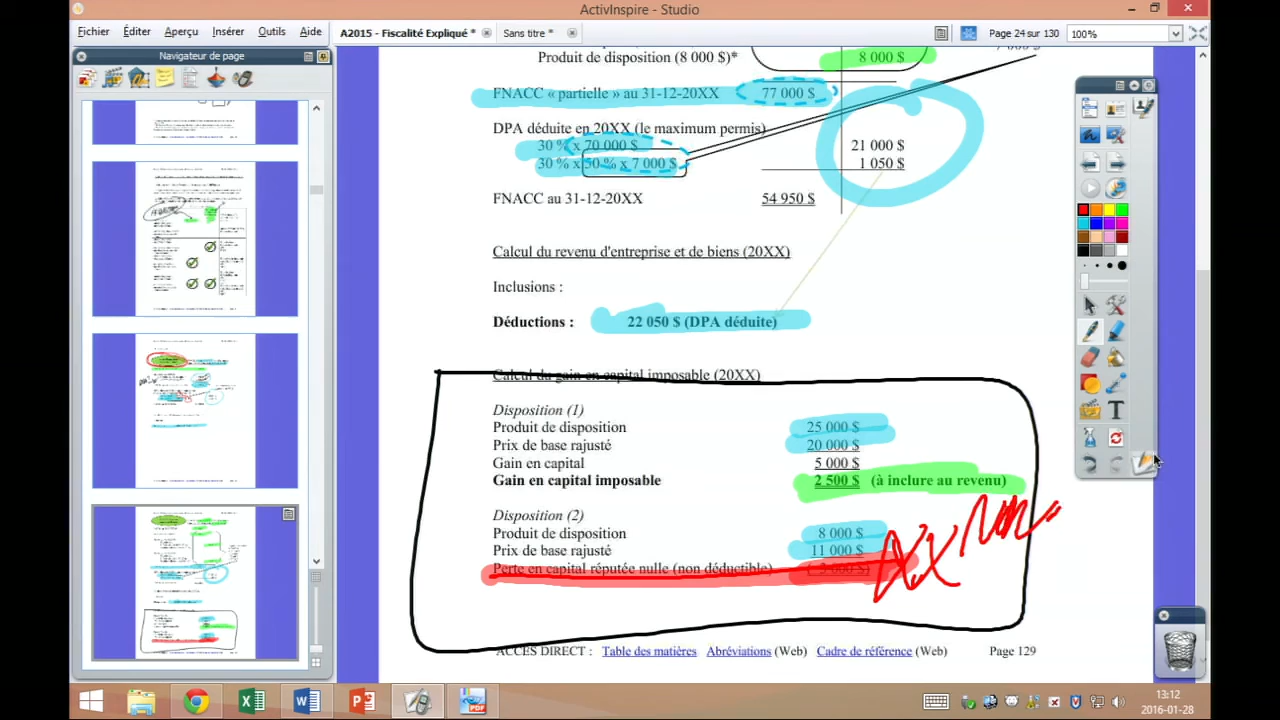 ActivInspire - Studio
Fichier Éditer Aperçu Insérer Outils Aide
A2015 - Fiscalité Expliqué * Sans titre *
Page 24 sur 130 100%
Navigateur de page
Produit de disposition (8 000 $)* 8 000 $
FNACC « partielle » au 31-12-20XX 77 000 $
DPA déduite en 20XX (le maximum permis)
30 % x 70 000 $ 21 000 $
30 % x 50 % x 7 000 $ 1 050 $
FNACC au 31-12-20XX 54 950 $
Calcul du revenu d'entreprise et de biens (20XX)
Inclusions :
Déductions : 22 050 $ (DPA déduite)
Calcul du gain en capital imposable (20XX)
Disposition (1)
Produit de disposition 25 000 $
Prix de base rajusté 20 000 $
Gain en capital 5 000 $
Gain en capital imposable 2 500 $ (à inclure au revenu)
Disposition (2)
Produit de disposition 8 000 $
Prix de base rajusté 11 000 $
Perte en capital réputée nulle (non déductible)
ACCÈS DIRECT : Table des matières Abréviations (Web) Cadre de référence (Web) Page 129
13:12
2016-01-28